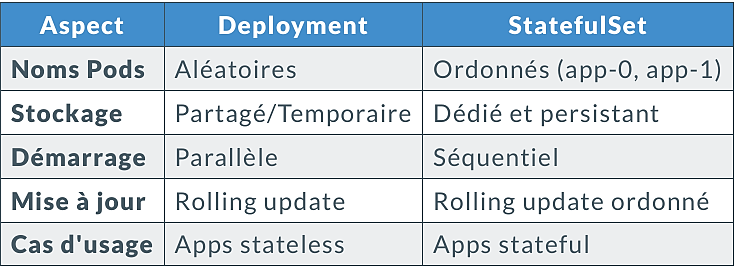 Aspect Deployment StatefulSet
Noms Pods Aléatoires Ordonnés (app-0, app-1)
Stockage Partagé/Temporaire Dédié et persistant
Démarrage Parallèle Séquentiel
Mise à jour Rolling update Rolling update ordonné
Cas d'usage Apps stateless Apps stateful